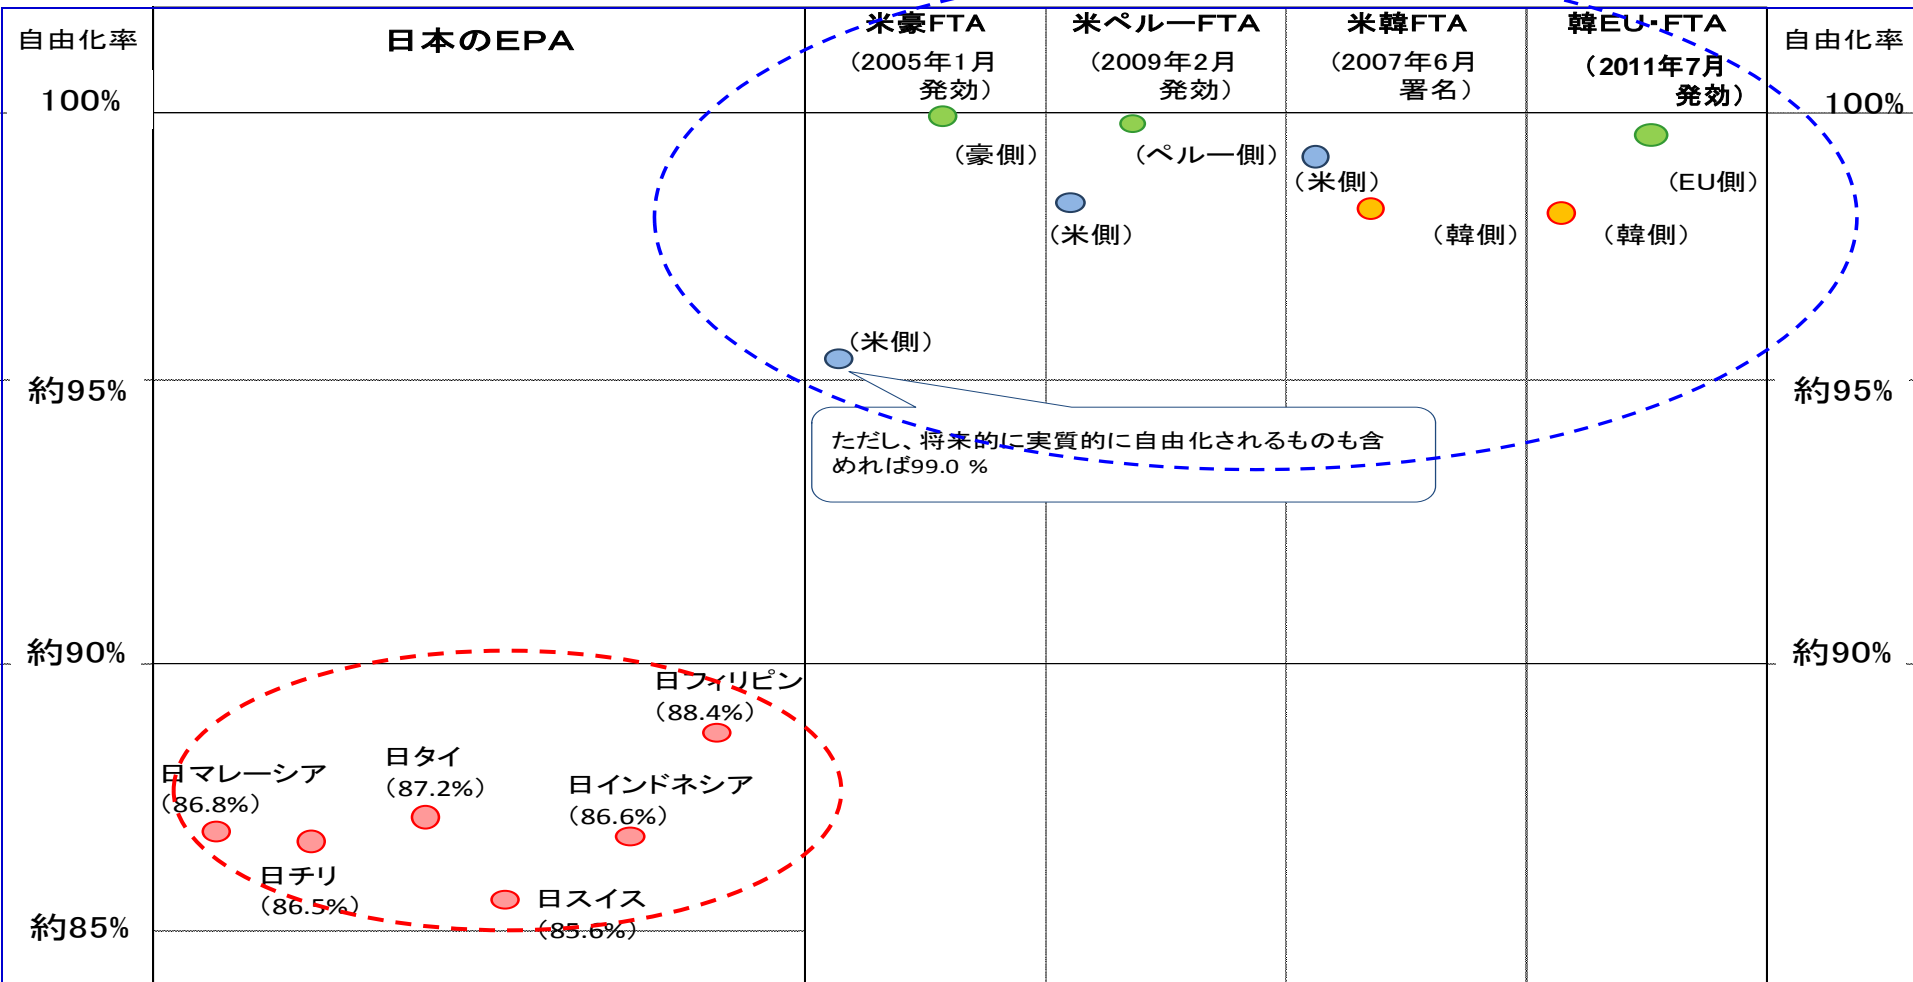 自由化率
日本のEPA
米豪FTA
(2005年1月
発効)
米ペルーFTA
(2009年2月
発効)
米韓FTA
(2007年6月
署名)
韓EU・FTA
(2011年7月
発効)
自由化率
100%
100%
(豪側)
(ペルー側)
(米側)
(EU側)
(米側)
(韓側)
(韓側)
(米側)
約95%
約95%
ただし、将来的に実質的に自由化されるものも含
めれば99.0 %
約90%
約90%
日フィリピン
(88.4%)
日タイ
(87.2%)
日マレーシア
(86.8%)
日インドネシア
(86.6%)
日チリ
(86.5%)
日スイス
(85.6%)
約85%